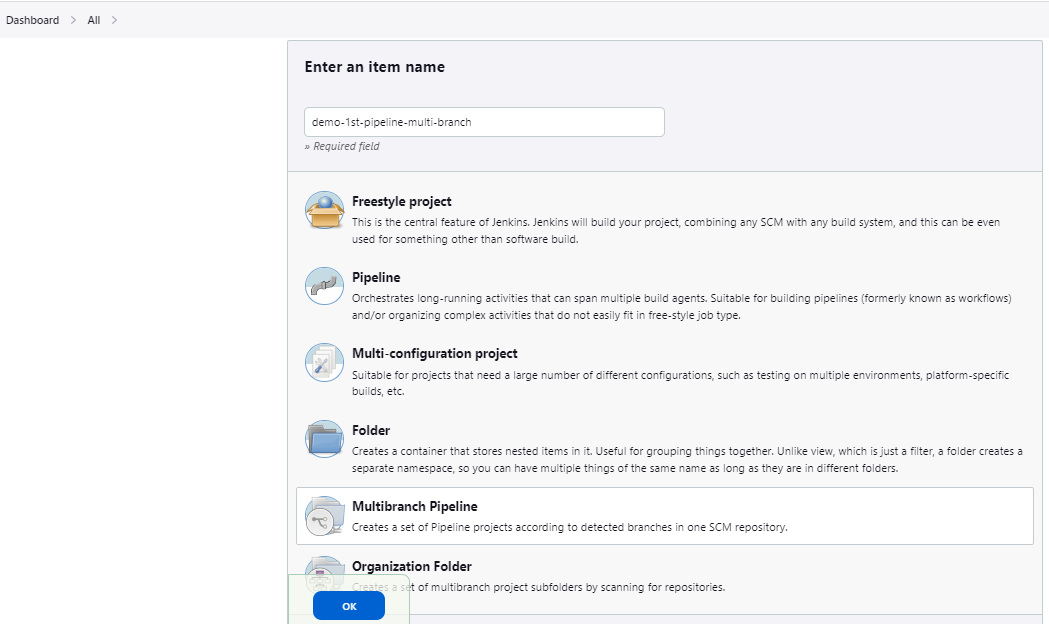 Dashboard > All >
Enter an item name
demo-1st-pipeline-multi-branch
» Required field
Freestyle project
This is the central feature of Jenkins. Jenkins will build your project, combining any SCM with any build system, and this can be even
used for something other than software build.
Pipeline
Orchestrates long-running activities that can span multiple build agents. Suitable for building pipelines (formerly known as workflows)
and/or organizing complex activities that do not easily fit in free-style job type.
Multi-configuration project
Suitable for projects that need a large number of different configurations, such as testing on multiple environments, platform-specific
builds, etc.
Folder
Creates a container that stores nested items in it. Useful for grouping things together. Unlike view, which is just a filter, a folder creates a
separate namespace, so you can have multiple things of the same name as long as they are in different folders.
Multibranch Pipeline
Creates a set of Pipeline projects according to detected branches in one SCM repository.
Organization Folder
Creates a set of multibranch project subfolders by scanning for repositories.
OK